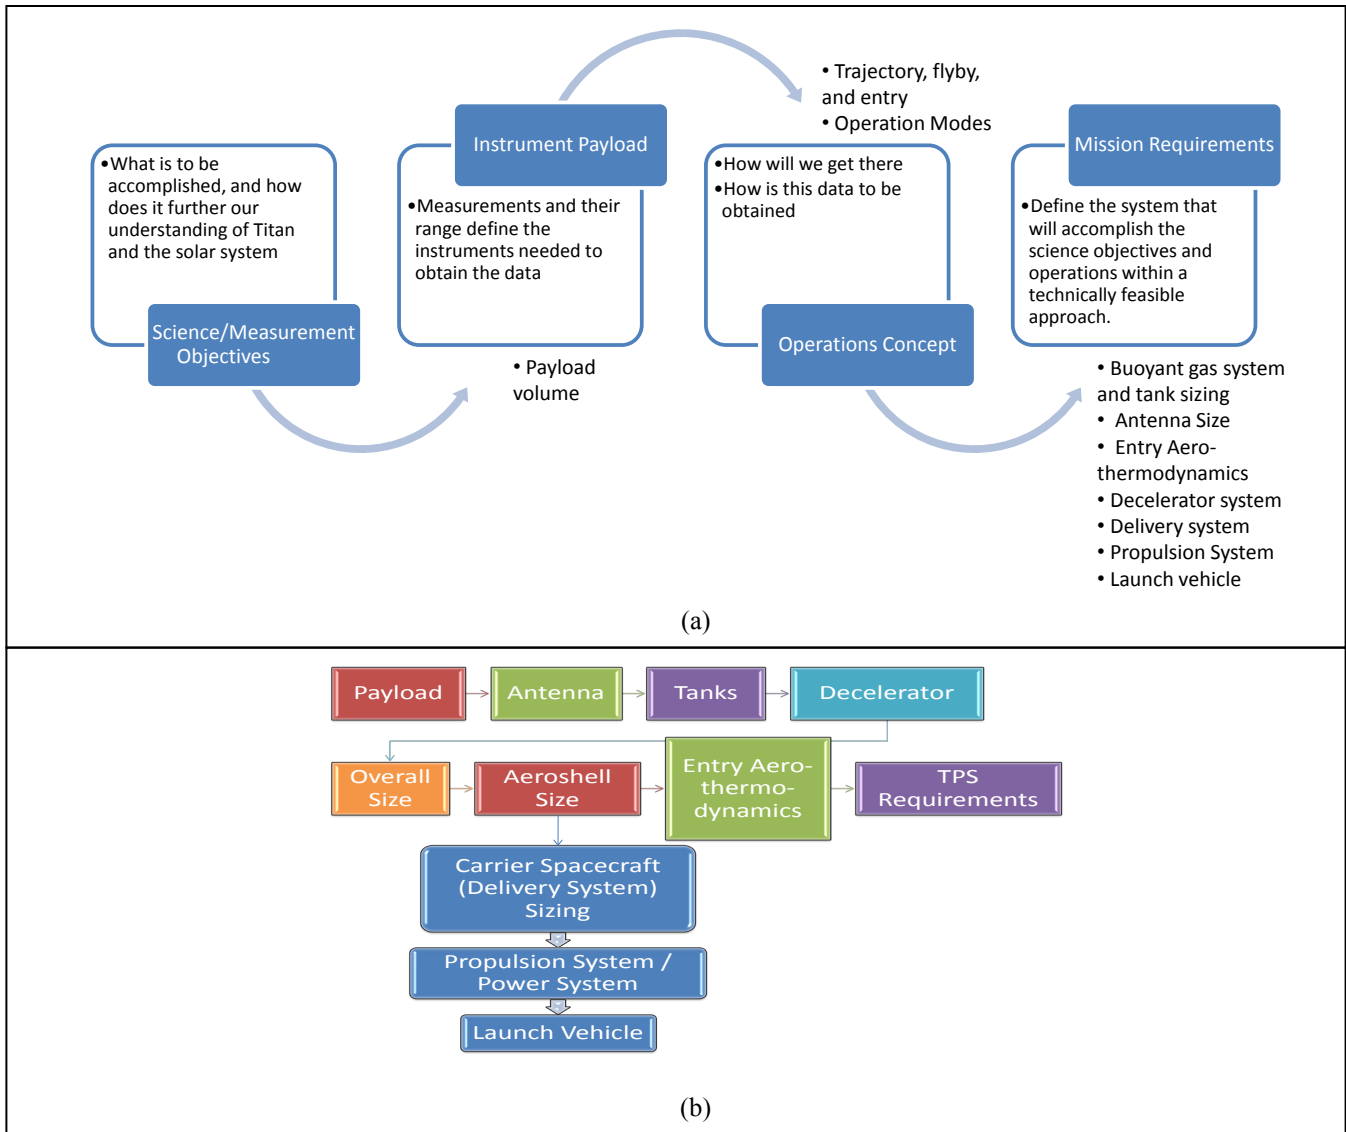 •What is to be
accomplished, and how
does it further our
understanding of Titan
and the solar system
Science/Measurement
Objectives
Instrument Payload
•Measurements and their
range define the
instruments needed to
obtain the data
• Payload
volume
• Trajectory, flyby,
and entry
• Operation Modes
•How will we get there
•How is this data to be
obtained
Operations Concept
Mission Requirements
•Define the system that
will accomplish the
science objectives and
operations within a
technically feasible
approach.
• Buoyant gas system
and tank sizing
• Antenna Size
• Entry Aero-
thermodynamics
• Decelerator system
• Delivery system
• Propulsion System
• Launch vehicle
(a)
Payload
Antenna
Tanks
Decelerator
Overall
Size
Aeroshell
Size
Entry Aero-
thermo-
dynamics
TPS
Requirements
Carrier Spacecraft
(Delivery System)
Sizing
Propulsion System /
Power System
Launch Vehicle
(b)